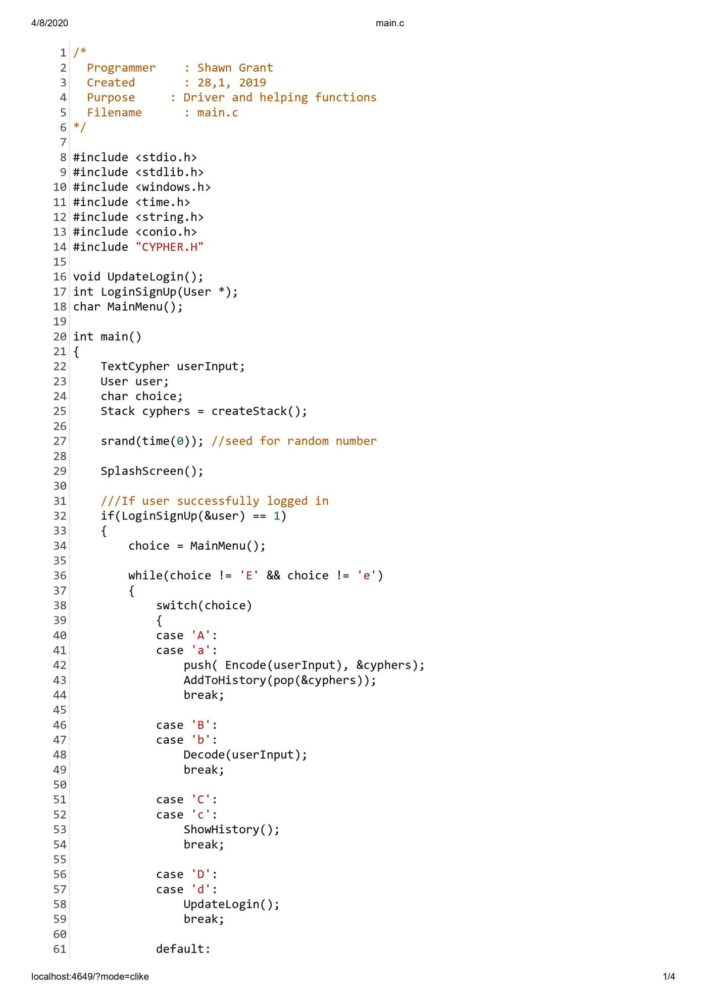 4/8/2020 main.c
1 /*
2   Programmer    : Shawn Grant
3   Created       : 28,1, 2019
4   Purpose     : Driver and helping functions
5   Filename      : main.c
6 */
7
8 #include <stdio.h>
9 #include <stdlib.h>
10 #include <windows.h>
11 #include <time.h>
12 #include <string.h>
13 #include <conio.h>
14 #include "CYPHER.H"
15
16 void UpdateLogin();
17 int LoginSignUp(User *);
18 char MainMenu();
19
20 int main()
21 {
22     TextCypher userInput;
23     User user;
24     char choice;
25     Stack cyphers = createStack();
26
27     srand(time(0)); //seed for random number
28
29     SplashScreen();
30
31     ///If user successfully logged in
32     if(LoginSignUp(&user) == 1)
33     {
34         choice = MainMenu();
35
36         while(choice != 'E' && choice != 'e')
37         {
38             switch(choice)
39             {
40             case 'A':
41             case 'a':
42                 push( Encode(userInput), &cyphers);
43                 AddToHistory(pop(&cyphers));
44                 break;
45
46             case 'B':
47             case 'b':
48                 Decode(userInput);
49                 break;
50
51             case 'C':
52             case 'c':
53                 ShowHistory();
54                 break;
55
56             case 'D':
57             case 'd':
58                 UpdateLogin();
59                 break;
60
61             default:
localhost:4649/?mode=clike 1/4